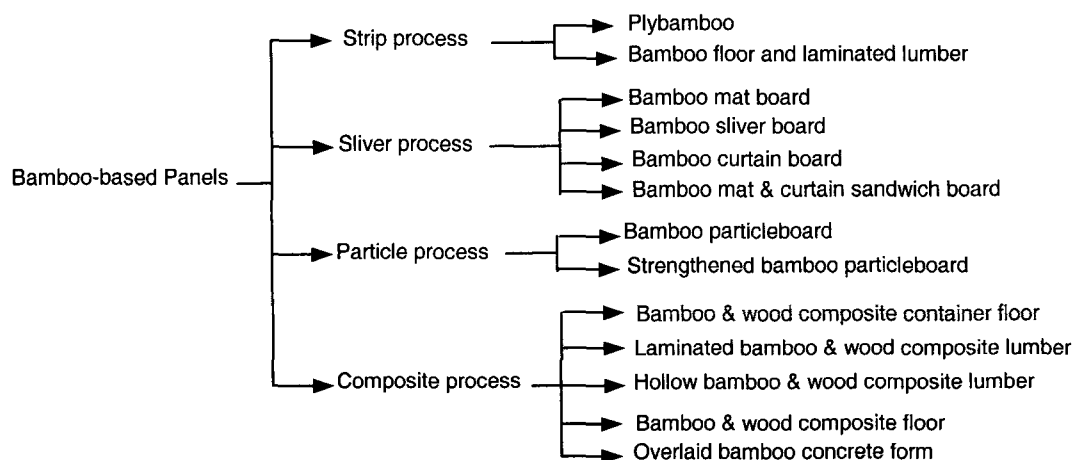 Bamboo-based Panels
Strip process
Plybamboo
Bamboo floor and laminated lumber
Sliver process
Bamboo mat board
Bamboo sliver board
Bamboo curtain board
Bamboo mat & curtain sandwich board
Particle process
Bamboo particleboard
Strengthened bamboo particleboard
Composite process
Bamboo & wood composite container floor
Laminated bamboo & wood composite lumber
Hollow bamboo & wood composite lumber
Bamboo & wood composite floor
Overlaid bamboo concrete form